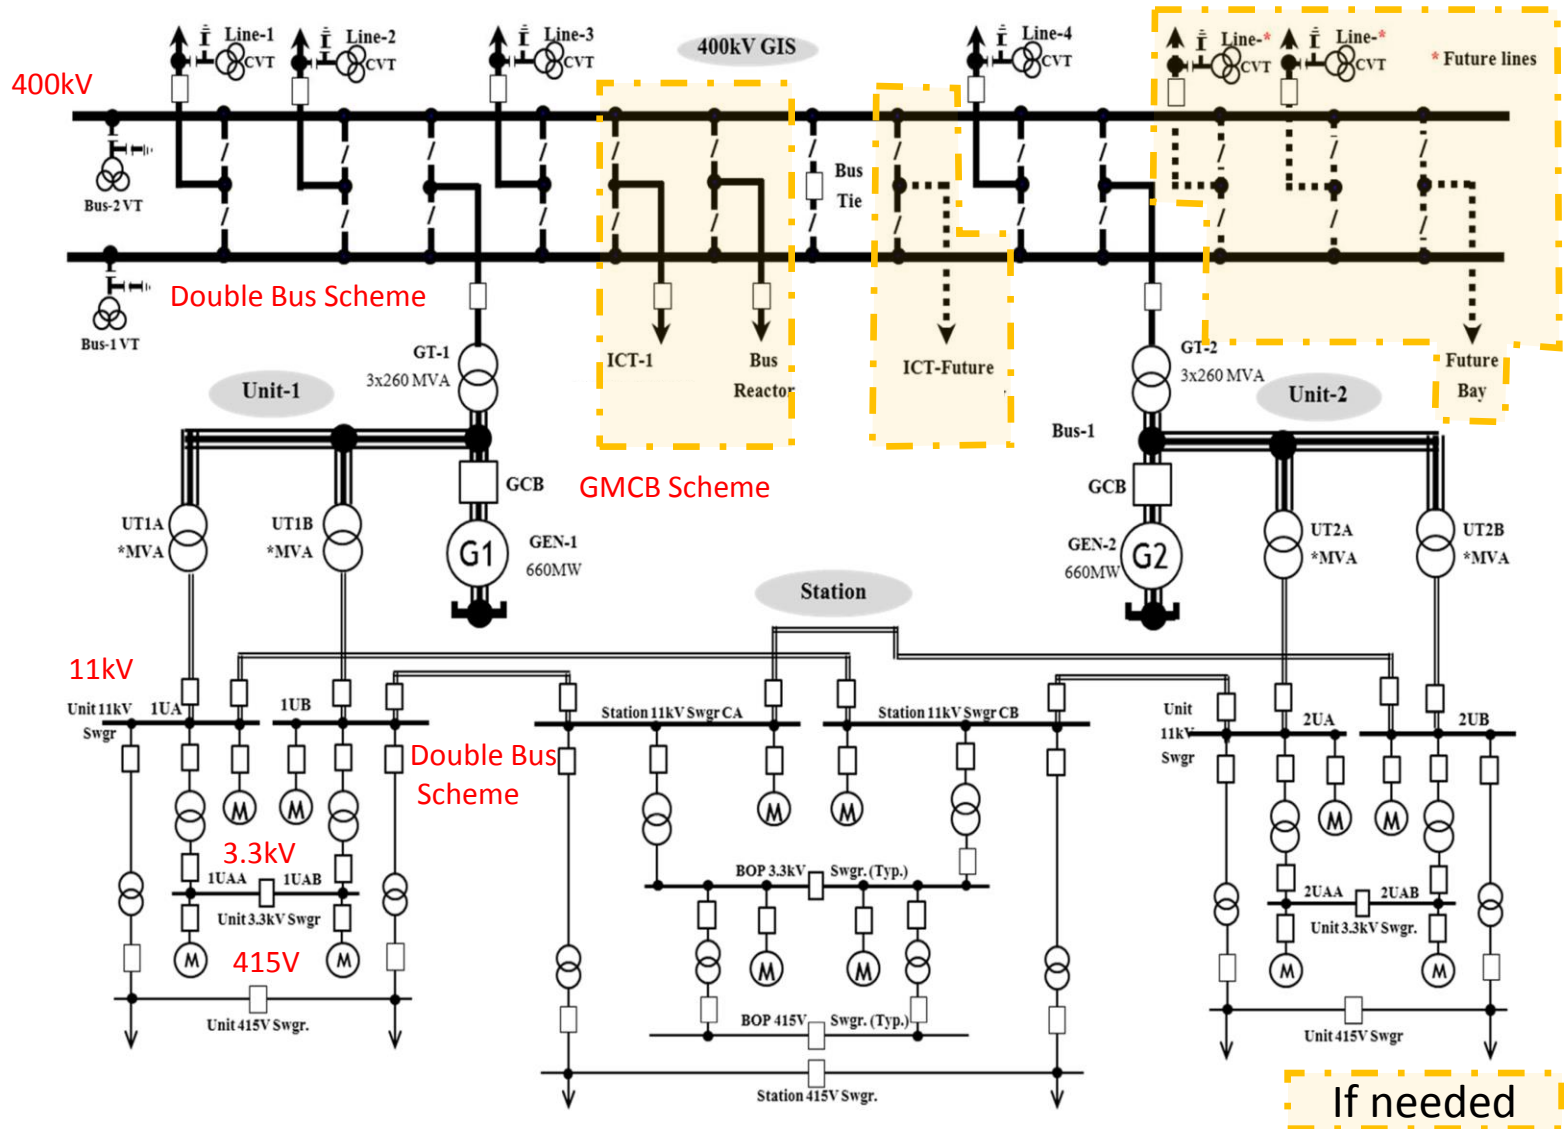 Line-1
CVT
Line-2
CVT
Line-3
CVT
400kV GIS
Line-4
CVT
Line-*
CVT
Line-*
CVT
* Future lines
400kV
Bus-2 VT
Bus
Tie
Double Bus Scheme
Bus-1 VT
GT-1
3x260 MVA
ICT-1
Bus
Reactor
ICT-Future
GT-2
3x260 MVA
Future
Bay
Unit-1
Unit-2
Bus-1
GCB
GMCB Scheme
GCB
UT1A
*MVA
UT1B
*MVA
G1
GEN-1
660MW
GEN-2
660MW
G2
UT2A
*MVA
UT2B
*MVA
Station
11kV
Unit 11kV
Swgr
1UA
1UB
Station 11kV Swgr CA
Station 11kV Swgr CB
Unit
11kV
Swgr
2UA
2UB
Double Bus
Scheme
M
M
M
M
M
M
3.3kV
1UAA
1UAB
Unit 3.3kV Swgr
BOP 3.3kV
Swgr. (Typ.)
2UAA
2UAB
Unit 3.3kV Swgr.
M
M
M
M
M
M
415V
Unit 415V Swgr.
BOP 415V
Swgr. (Typ.)
Unit 415V Swgr
Station 415V Swgr.
If needed